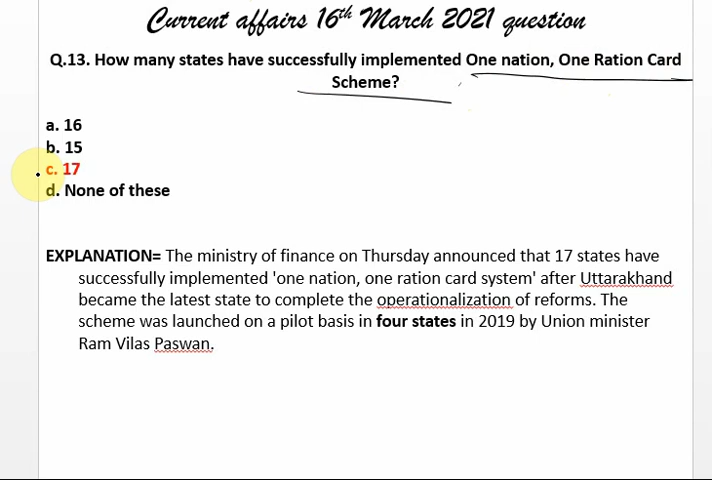 Current affairs 16th March 2021 question
Q.13. How many states have successfully implemented One nation, One Ration Card
Scheme?
a. 16
b. 15
c. 17
d. None of these
EXPLANATION= The ministry of finance on Thursday announced that 17 states have
successfully implemented 'one nation, one ration card system' after Uttarakhand
became the latest state to complete the operationalization of reforms. The
scheme was launched on a pilot basis in four states in 2019 by Union minister
Ram Vilas Paswan.